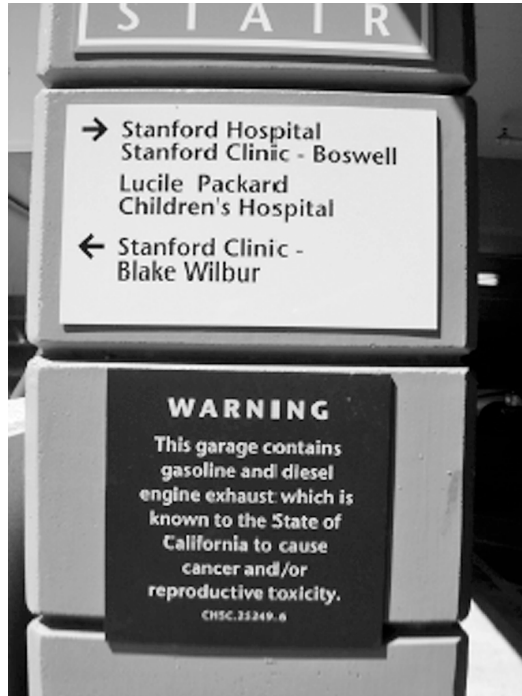 STAIR
→ Stanford Hospital
Stanford Clinic - Boswell
Lucile Packard
Children's Hospital
← Stanford Clinic -
Blake Wilbur
WARNING
This garage contains
gasoline and diesel
engine exhaust which is
known to the State of
California to cause
cancer and/or
reproductive toxicity.
CHSC.25249.6